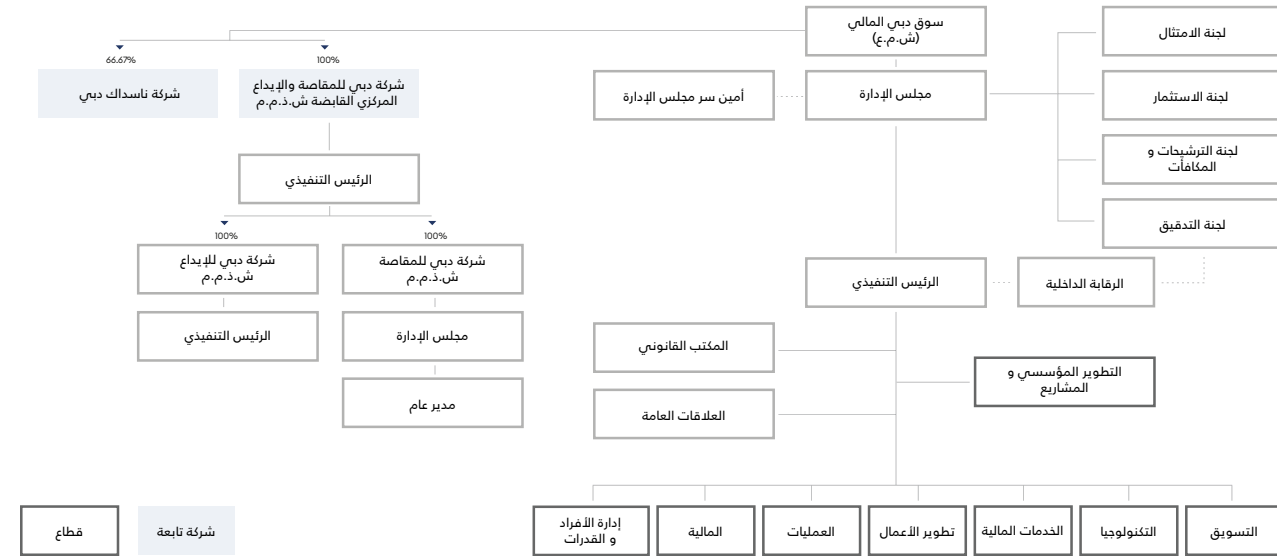 سوق دبي المالي
(ش.م.ع)
لجنة الامتثال
66.67%
100%
شركة ناسداك دبي
شركة دبي للمقاصة والإيداع
المركزي القابضة ش.ذ.م.م
أمين سر مجلس الإدارة
مجلس الإدارة
لجنة الاستثمار
لجنة الترشيحات و
المكافآت
الرئيس التنفيذي
لجنة التدقيق
100%
100%
شركة دبي للإيداع
ش.ذ.م.م
شركة دبي للمقاصة
ش.ذ.م.م
الرئيس التنفيذي
الرقابة الداخلية
الرئيس التنفيذي
مجلس الإدارة
المكتب القانوني
التطوير المؤسسي و
المشاريع
مدير عام
العلاقات العامة
قطاع
شركة تابعة
إدارة الأفراد
و القدرات
المالية
العمليات
تطوير الأعمال
الخدمات المالية
التكنولوجيا
التسويق